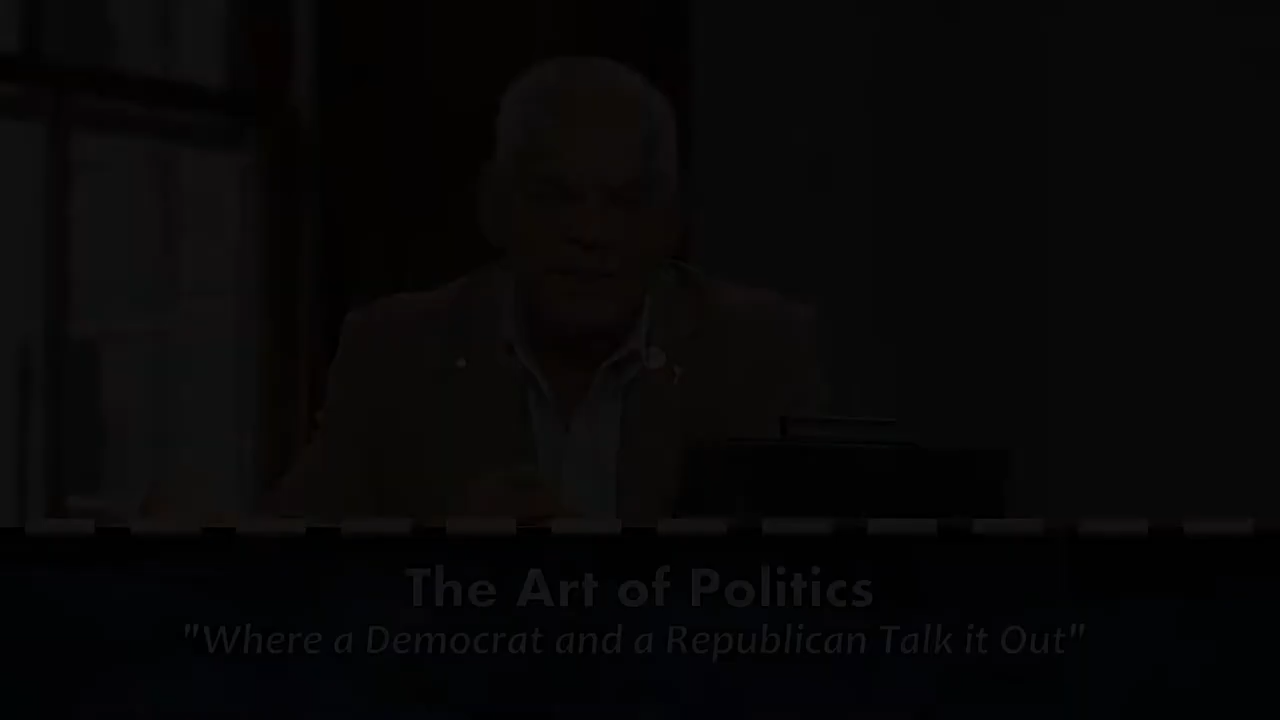 The Art of Politics
"Where a Democrat and a Republican Talk it Out"